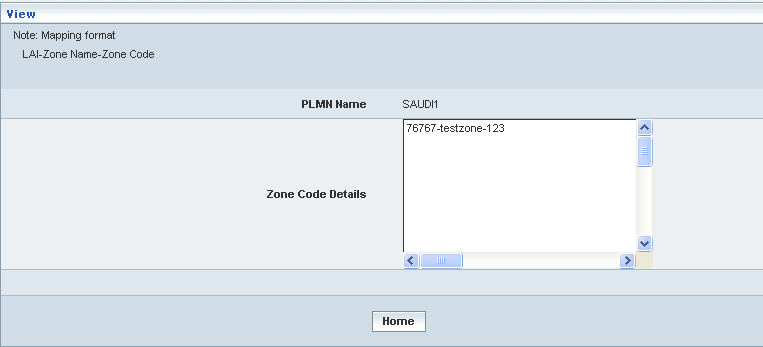 View
Note: Mapping format
LAI-Zone Name-Zone Code
PLMN Name SAUDI1
76767-testzone-123
Zone Code Details
Home